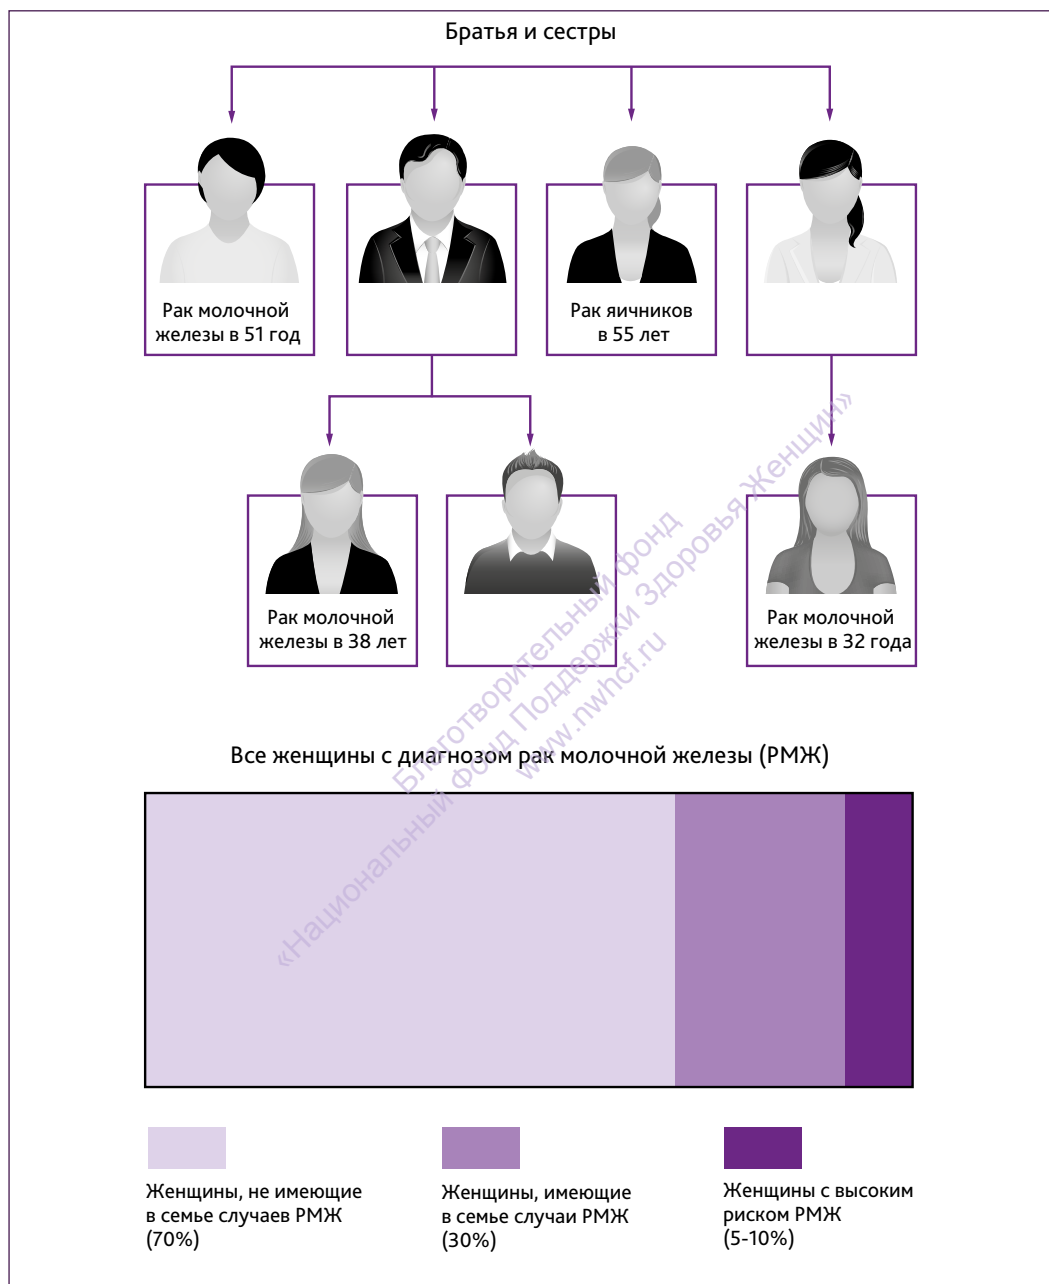 Братья и сестры
Рак молочной
железы в 51 год
Рак яичников
в 55 лет
Рак молочной
железы в 38 лет
Рак молочной
железы в 32 года
Благотворительный фонд
«Национальный Фонд Поддержки Здоровья Женщин»
www.nwhcf.ru
Все женщины с диагнозом рак молочной железы (РМЖ)
Женщины, не имеющие
в семье случаев РМЖ
(70%)
Женщины, имеющие
в семье случаи РМЖ
(30%)
Женщины с высоким
риском РМЖ
(5-10%)